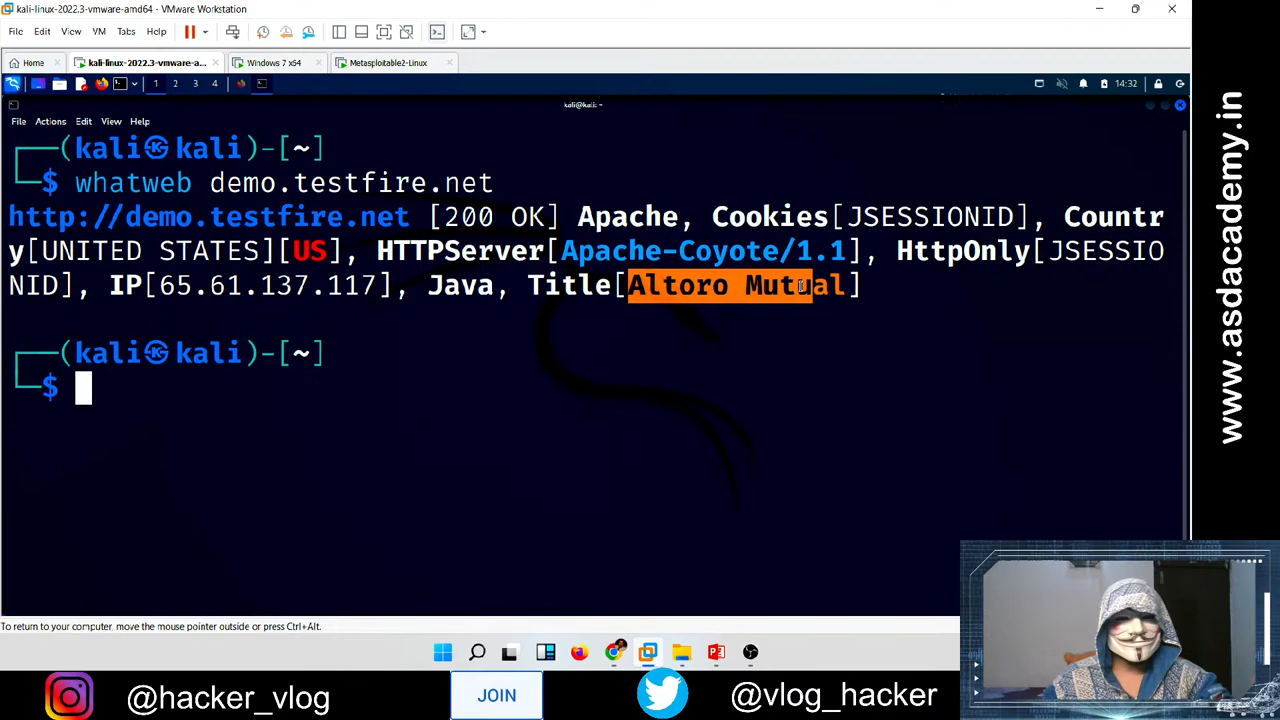 kali-linux-2022.3-vmware-amd64 - VMware Workstation
File Edit View VM Tabs Help
Home kali-linux-2022.3-vmware-a... Windows 7 x64 Metasploitable2-Linux
1 2 3 4 14:32
kali@kali: ~
File Actions Edit View Help
(kali㉿kali)-[~]
$ whatweb demo.testfire.net
http://demo.testfire.net [200 OK] Apache, Cookies[JSESSIONID], Countr
y[UNITED STATES][US], HTTPServer[Apache-Coyote/1.1], HttpOnly[JSESSIO
NID], IP[65.61.137.117], Java, Title[Altoro Mutual]
(kali㉿kali)-[~]
$
To return to your computer, move the mouse pointer outside or press Ctrl+Alt.
@hacker_vlog JOIN @vlog_hacker
www.asdacademy.in